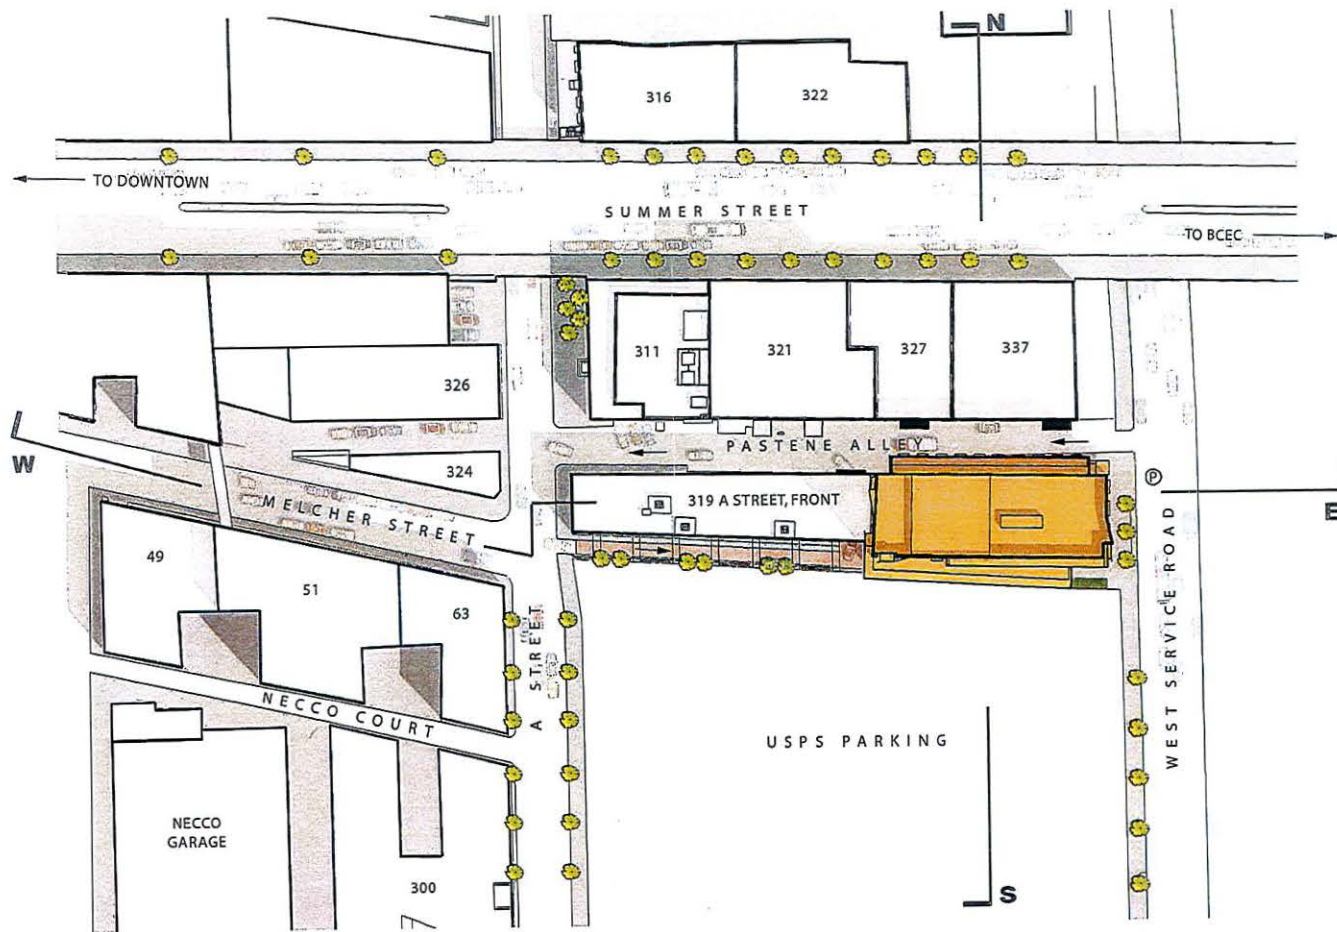 N
316
322
TO DOWNTOWN
SUMMER STREET
TO BCEC
311
321
327
337
326
PASTENE ALLEY
W
324
P
319 A STREET, FRONT
MELCHER STREET
E
49
51
63
A STREET
WEST SERVICE ROAD
NECCO COURT
USPS PARKING
NECCO
GARAGE
300
S